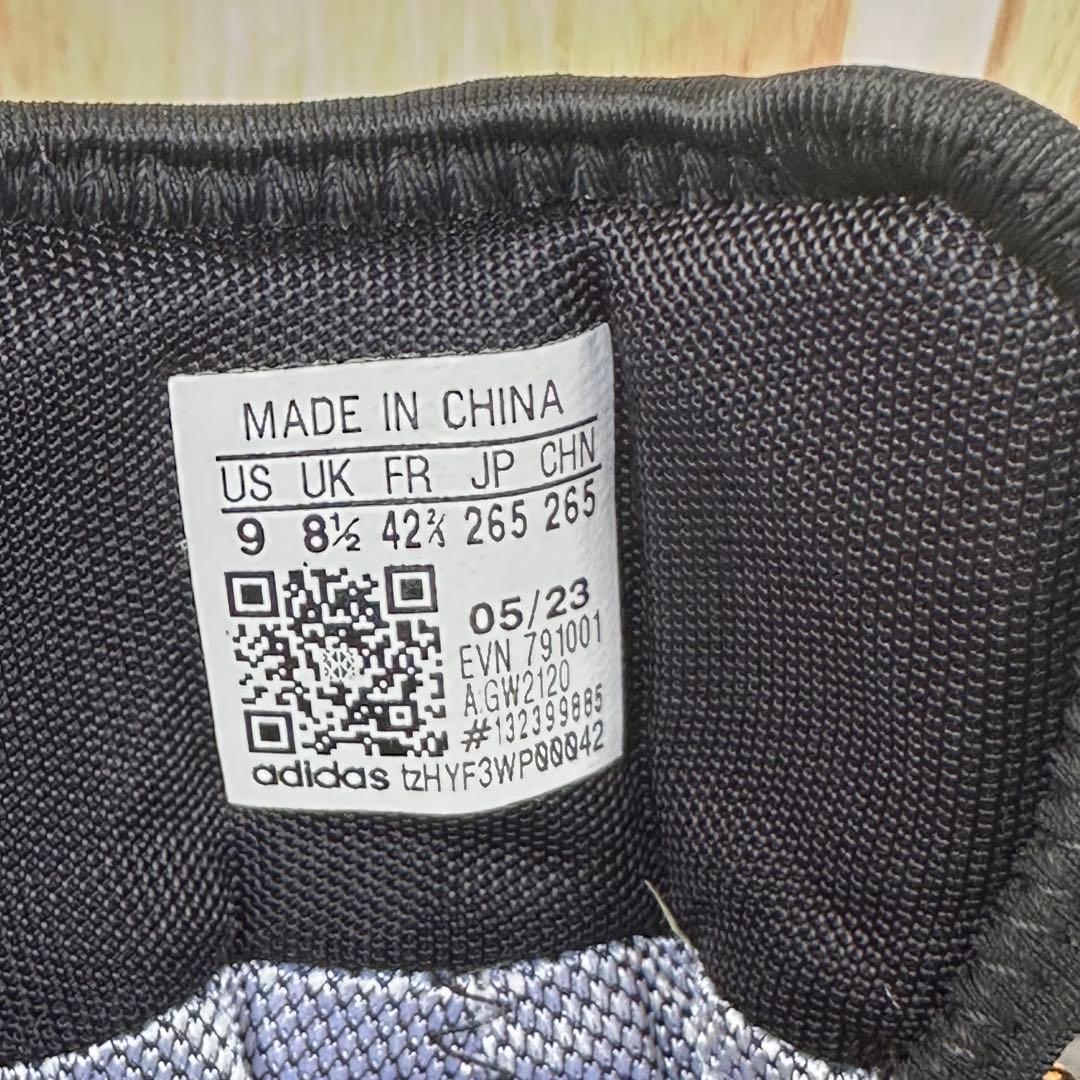 MADE IN CHINA
US UK FR JP CHN
9 8½ 42⅔ 265 265
05/23
EVN 791001
A.GW2120
#132399885
adidas tzHYF3WP00042